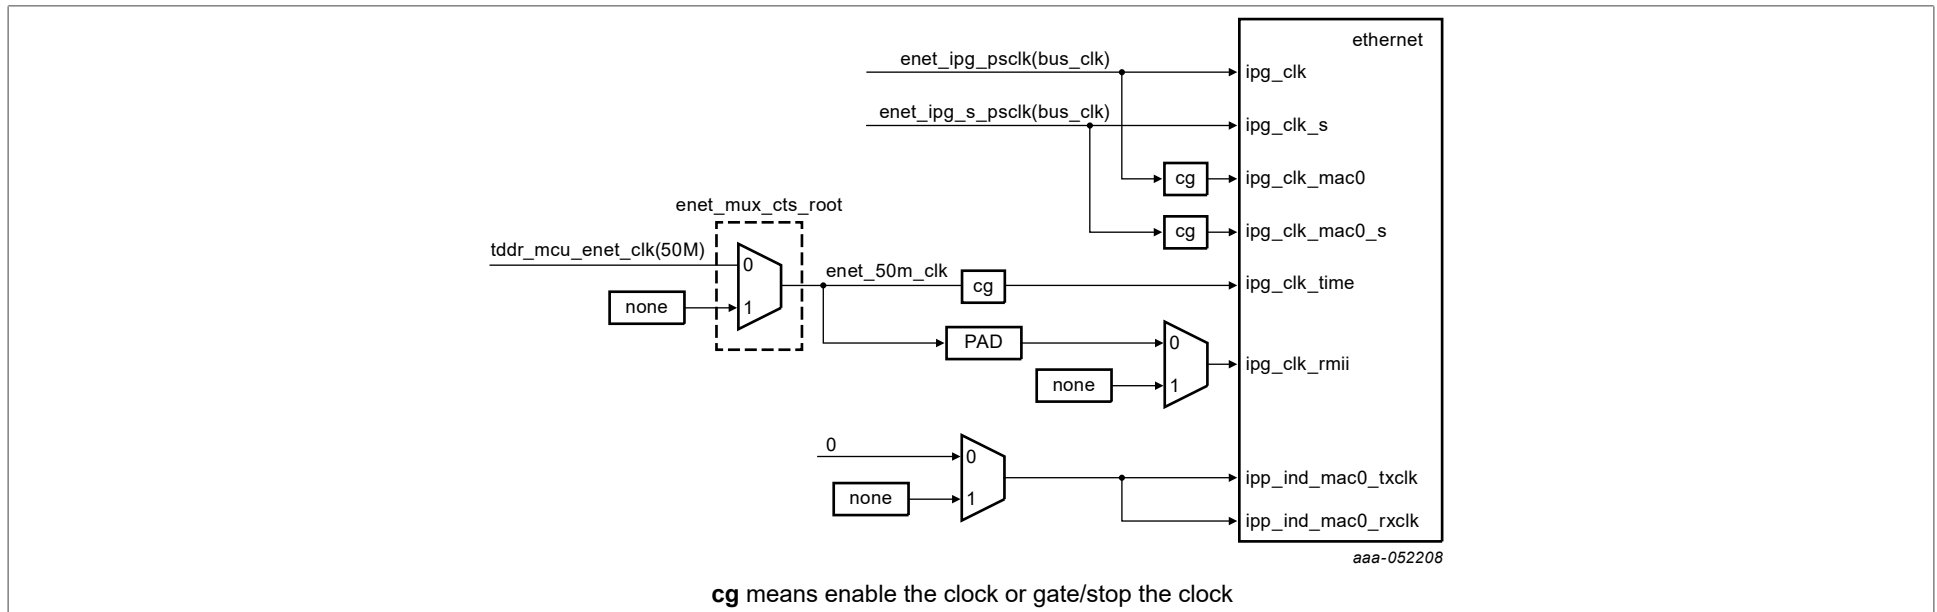 ethernet
enet_ipg_psclk(bus_clk)
ipg_clk
enet_ipg_s_psclk(bus_clk)
ipg_clk_s
cg
ipg_clk_mac0
enet_mux_cts_root
cg
ipg_clk_mac0_s
tddr_mcu_enet_clk(50M)
0
enet_50m_clk
cg
ipg_clk_time
none
1
PAD
0
ipg_clk_rmii
none
1
0
0
none
1
ipp_ind_mac0_txclk
ipp_ind_mac0_rxclk
aaa-052208
cg means enable the clock or gate/stop the clock